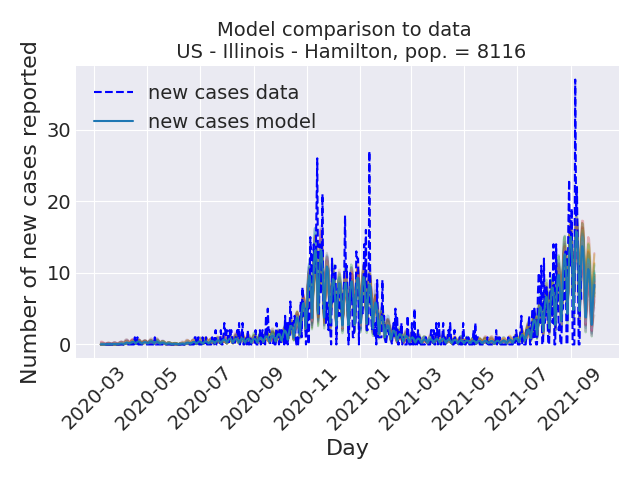 Model comparison to data
US - Illinois - Hamilton, pop. = 8116
new cases data
new cases model
Number of new cases reported
30
20
10
0
2020-03
2020-05
2020-07
2020-09
2020-11
2021-01
2021-03
2021-05
2021-07
2021-09
Day